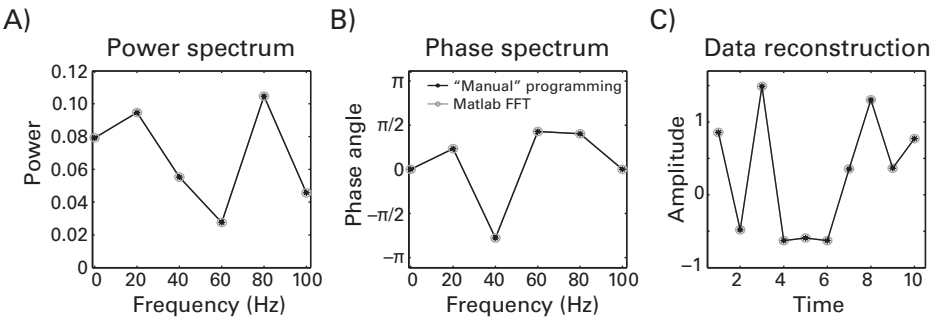 A)
Power spectrum
0.12
0.10
0.08
0.06
0.04
0.02
0
Power
0 20 40 60 80 100
Frequency (Hz)
B)
Phase spectrum
π
π/2
0
−π/2
−π
Phase angle
"Manual" programming
Matlab FFT
0 20 40 60 80 100
Frequency (Hz)
C)
Data reconstruction
1
0
−1
Amplitude
2 4 6 8 10
Time